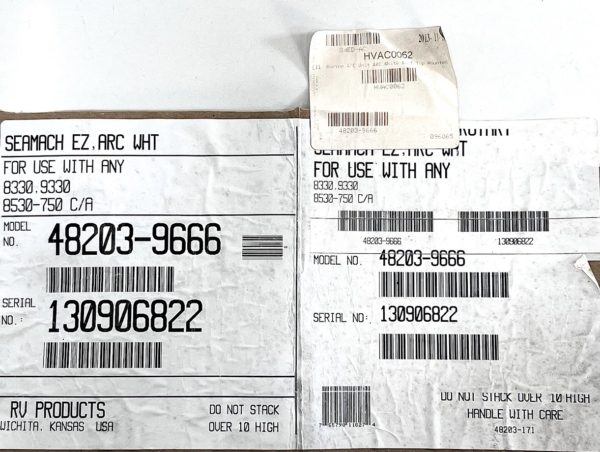 SEAMACH EZ,ARC WHT
FOR USE WITH ANY
8330.9330
8530-750 C/A
MODEL NO. 48203-9666
SERIAL NO.: 130906822
RV PRODUCTS
WICHITA, KANSAS USA
DO NOT STACK
OVER 10 HIGH
2013-11
HVAC0062
HVAC0062
48203-9666
096065
SEAMACH EZ,ARC WHT
FOR USE WITH ANY
8330.9330
8530-750 C/A
48203-9666
130906822
MODEL NO. 48203-9666
SERIAL NO: 130906822
DO NOT STACK OVER 10 HIGH
HANDLE WITH CARE
48203-171